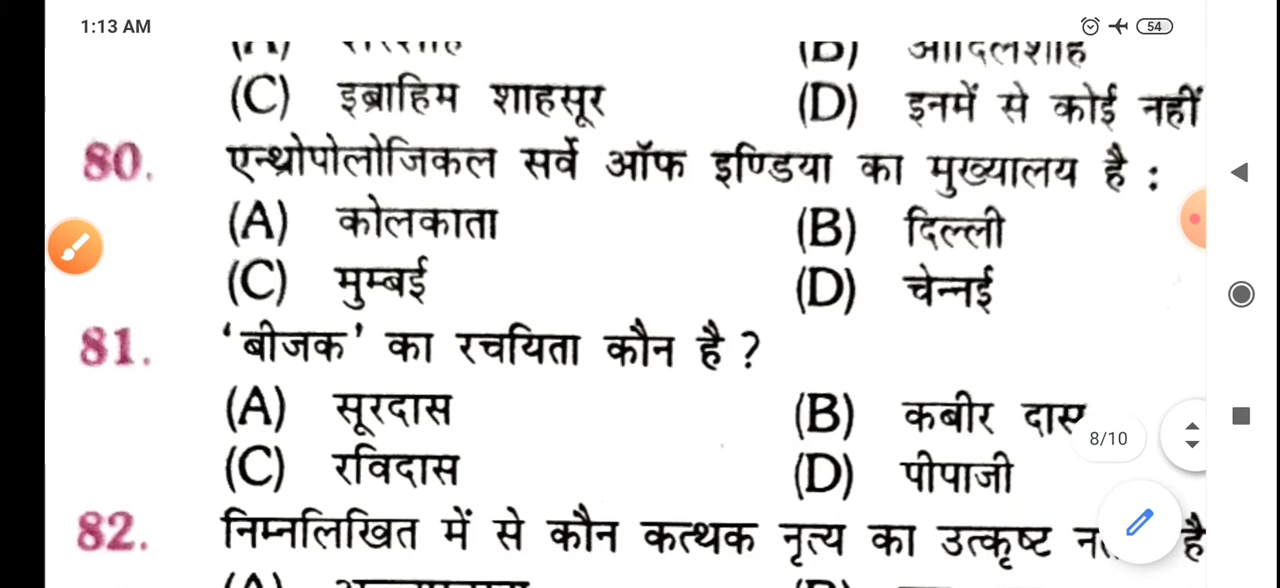 1:13 AM 54
(C) इब्राहिम शाहसूर (D) इनमें से कोई नहीं
80. एन्थ्रोपोलोजिकल सर्वे ऑफ इण्डिया का मुख्यालय है :
(A) कोलकाता (B) दिल्ली
(C) मुम्बई (D) चेन्नई
81. ‘बीजक’ का रचयिता कौन है ?
(A) सूरदास (B) कबीर दास
8/10
(C) रविदास (D) पीपाजी
82. निम्नलिखित में से कौन कत्थक नृत्य का उत्कृष्ट है